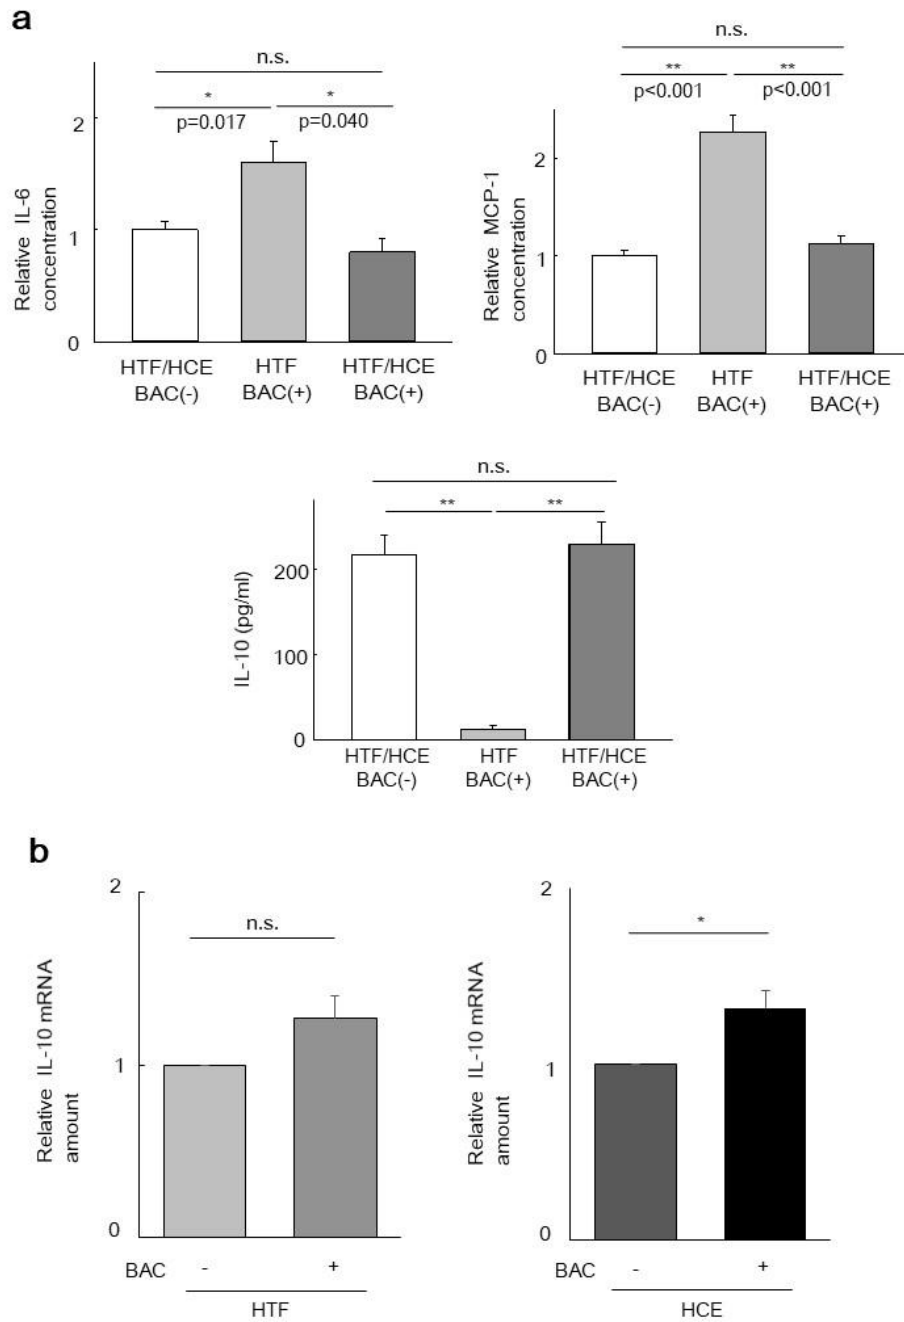 a
n.s.
*
*
p=0.017
p=0.040
2
1
0
Relative IL-6
concentration
HTF/HCE
BAC(-)
HTF
BAC(+)
HTF/HCE
BAC(+)
n.s.
**
**
p<0.001
p<0.001
2
1
0
Relative MCP-1
concentration
HTF/HCE
BAC(-)
HTF
BAC(+)
HTF/HCE
BAC(+)
n.s.
**
**
200
100
0
IL-10 (pg/ml)
HTF/HCE
BAC(-)
HTF
BAC(+)
HTF/HCE
BAC(+)
b
2
1
0
n.s.
Relative IL-10 mRNA
amount
BAC - +
HTF
2
1
0
*
Relative IL-10 mRNA
amount
BAC - +
HCE